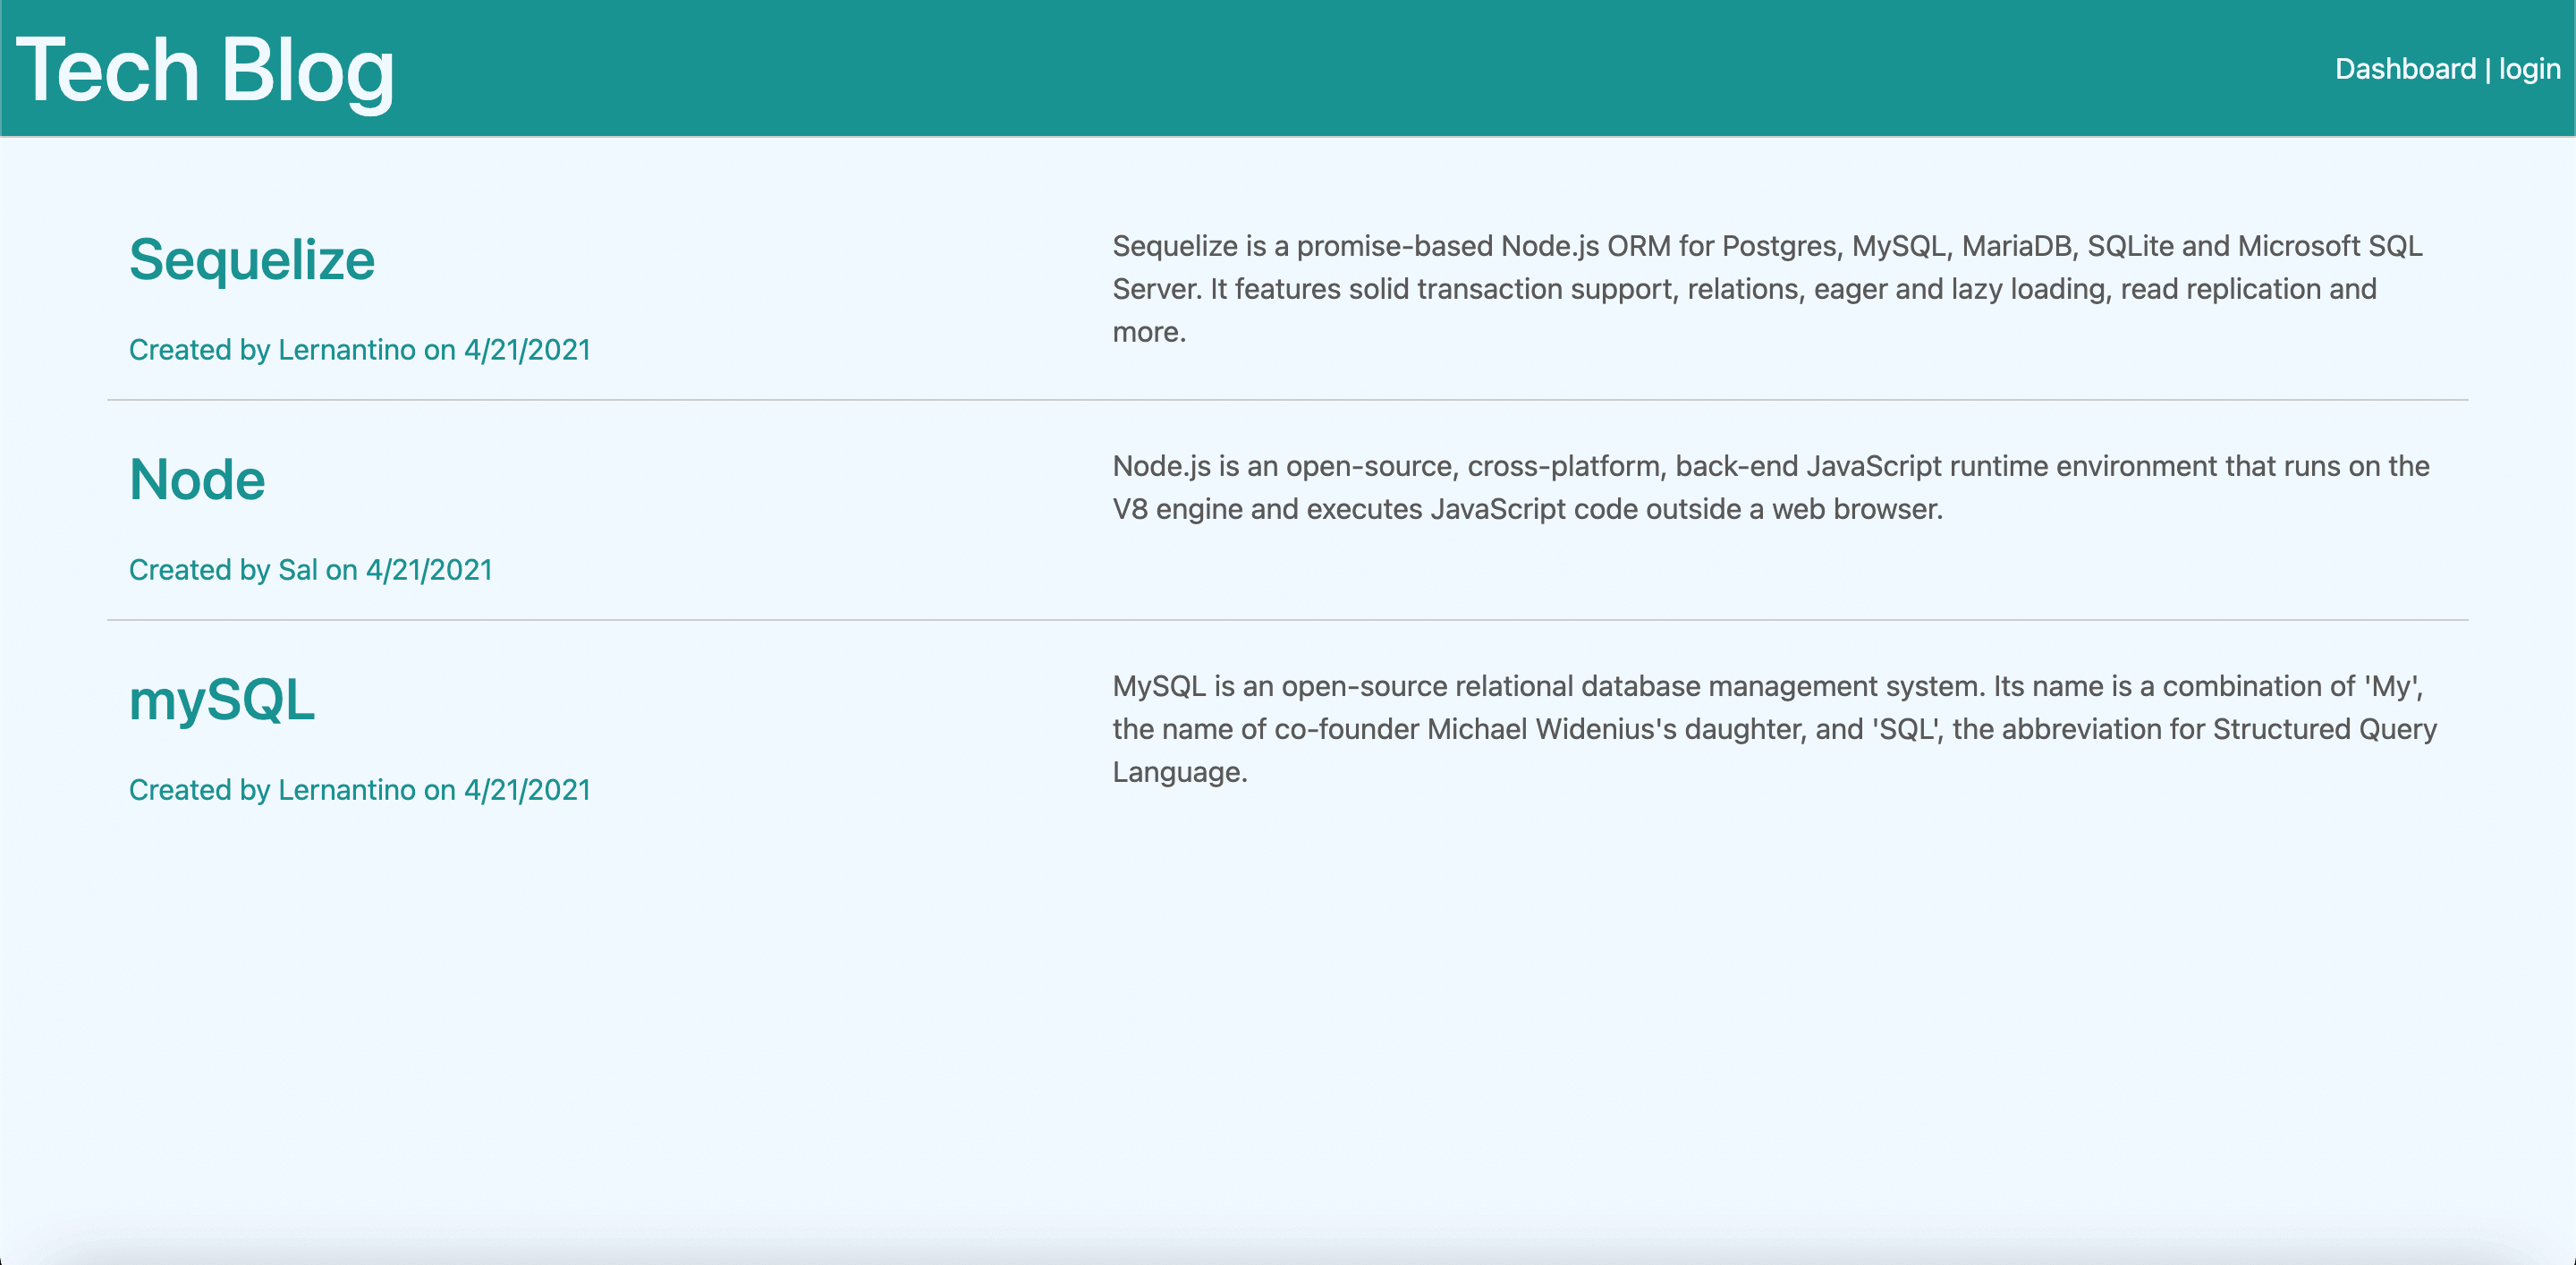 Tech Blog
Dashboard | login
Sequelize
Created by Lernantino on 4/21/2021
Sequelize is a promise-based Node.js ORM for Postgres, MySQL, MariaDB, SQLite and Microsoft SQL
Server. It features solid transaction support, relations, eager and lazy loading, read replication and
more.
Node
Created by Sal on 4/21/2021
Node.js is an open-source, cross-platform, back-end JavaScript runtime environment that runs on the
V8 engine and executes JavaScript code outside a web browser.
mySQL
Created by Lernantino on 4/21/2021
MySQL is an open-source relational database management system. Its name is a combination of 'My',
the name of co-founder Michael Widenius's daughter, and 'SQL', the abbreviation for Structured Query
Language.